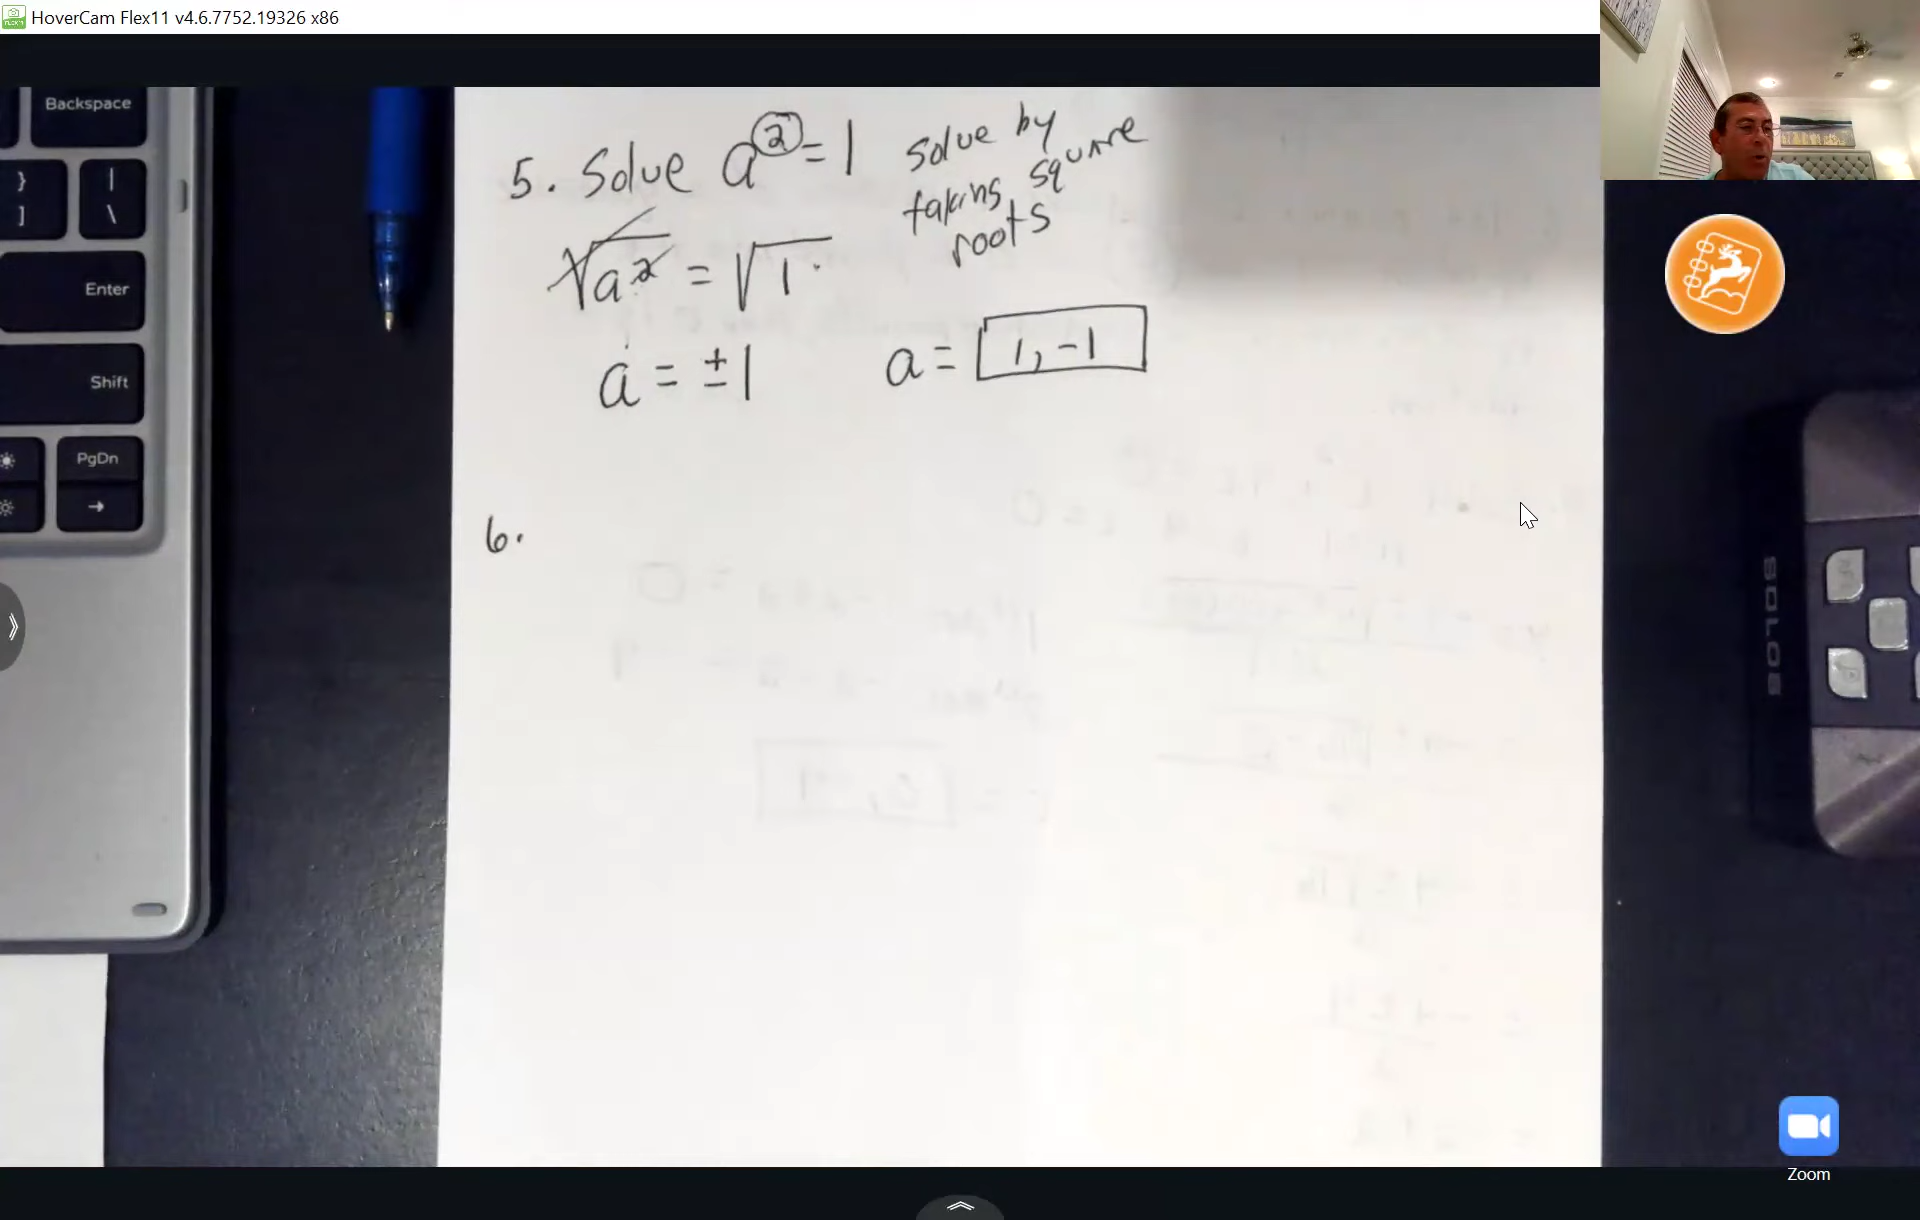 HoverCam Flex11 v4.6.7752.19326 x86
Backspace
}
]
|
\
Enter
Shift
PgDn
→
5. Solve a² = 1 solve by
taking square
roots
√a² = √1
a = ±1 a = 1, -1
6.
SOLOS
Zoom